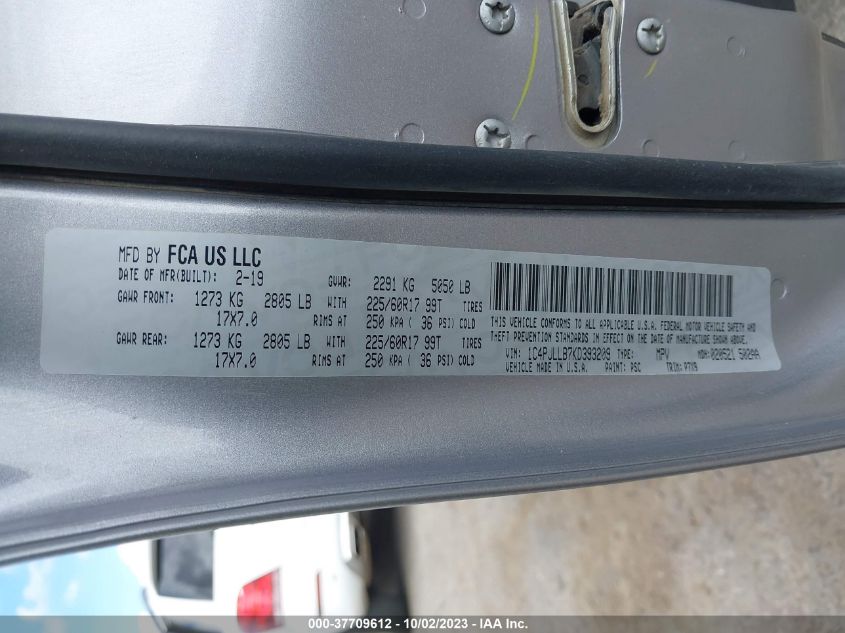 MFD BY FCA US LLC
DATE OF MFR(BUILT): 2-19 GVWR: 2291 KG 5050 LB
GAWR FRONT: 1273 KG 2805 LB WITH 225/60R17 99T TIRES
17X7.0 RIMS AT 250 KPA ( 36 PSI) COLD
GAWR REAR: 1273 KG 2805 LB WITH 225/60R17 99T TIRES
17X7.0 RIMS AT 250 KPA ( 36 PSI) COLD
THIS VEHICLE CONFORMS TO ALL APPLICABLE U.S.A. FEDERAL MOTOR VEHICLE SAFETY AND
THEFT PREVENTION STANDARDS IN EFFECT ON THE DATE OF MANUFACTURE SHOWN ABOVE.
VIN: 1C4PJLLB7KD393209 TYPE: MPV MDH: 020521 502AA
VEHICLE MADE IN U.S.A. PAINT: PSC TRIM: P7X9
000-37709612 - 10/02/2023 - IAA Inc.